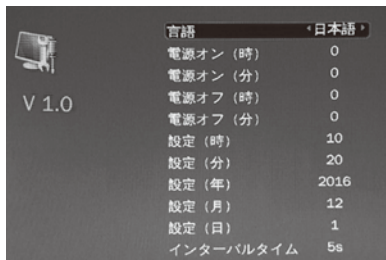 言語 日本語
電源オン（時） 0
電源オン（分） 0
電源オフ（時） 0
電源オフ（分） 0
V 1.0
設定（時） 10
設定（分） 20
設定（年） 2016
設定（月） 12
設定（日） 1
インターバルタイム 5s